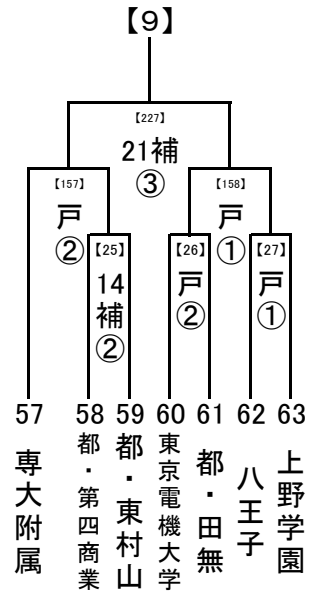 【9】
【227】
21補
③
【157】
戸
②
【158】
戸
①
【25】
14
補
②
【26】
戸
②
【27】
戸
①
57
58
59
60
61
62
63
専大附属
都・第四商業
都・東村山
東京電機大学
都・田無
八王子
上野学園